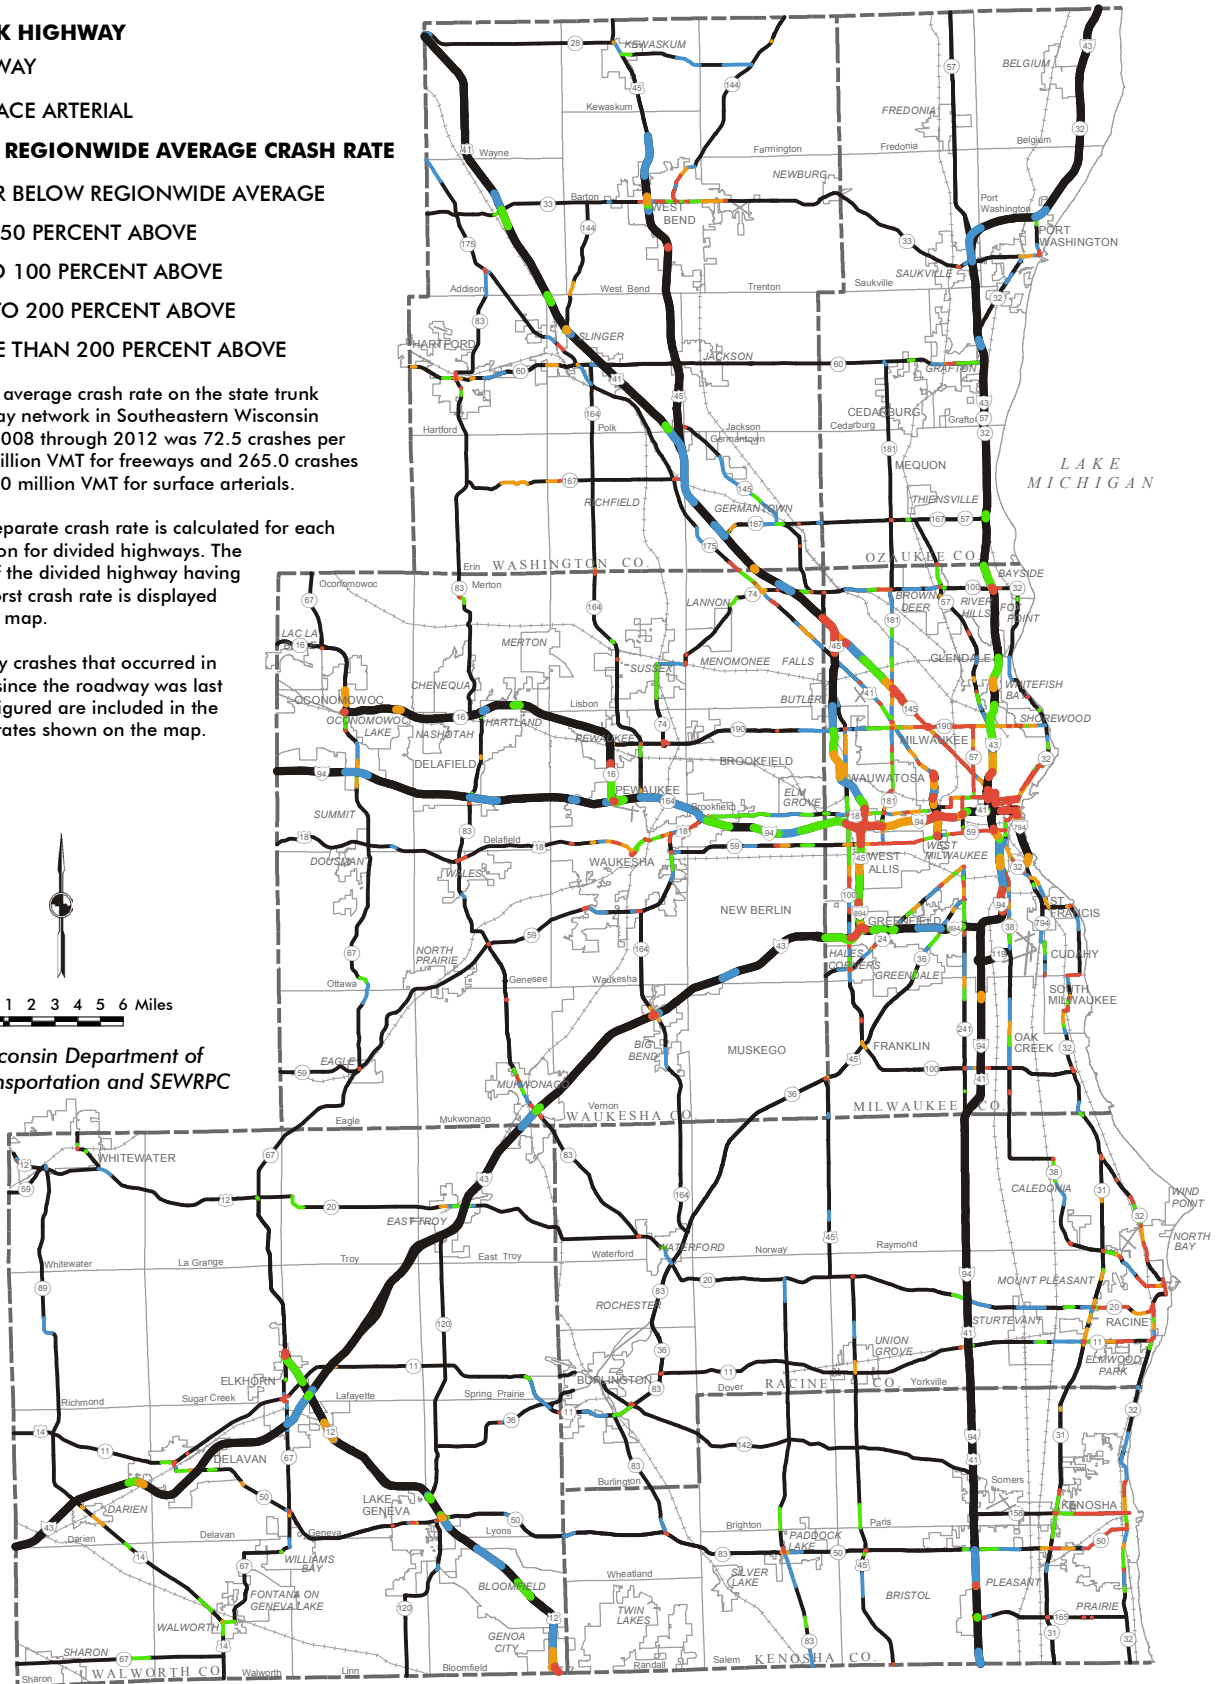 K HIGHWAY
WAY
ACE ARTERIAL
REGIONWIDE AVERAGE CRASH RATE
R BELOW REGIONWIDE AVERAGE
50 PERCENT ABOVE
O 100 PERCENT ABOVE
TO 200 PERCENT ABOVE
E THAN 200 PERCENT ABOVE
average crash rate on the state trunk
ay network in Southeastern Wisconsin
2008 through 2012 was 72.5 crashes per
illion VMT for freeways and 265.0 crashes
0 million VMT for surface arterials.
eparate crash rate is calculated for each
on for divided highways. The
f the divided highway having
orst crash rate is displayed
map.
y crashes that occurred in
since the roadway was last
igured are included in the
rates shown on the map.
1 2 3 4 5 6 Miles
consin Department of
nsportation and SEWRPC
KEWASKUM
Kewaskum
Wayne
Barton
WEST
BEND
Farmington
NEWBURG
FREDONIA
Fredonia
BELGIUM
Belgium
Port
Washington
PORT
WASHINGTON
SAUKVILLE
Saukville
Addison
West Bend
Trenton
HARTFORD
SLINGER
JACKSON
GRAFTON
Grafto
CEDARBURG
Cedarburg
Hartford
Polk
Jackson
Germantown
MEQUON
LAKE
MICHIGAN
THIENSVILLE
RICHFIELD
GERMANTOWN
Erin
WASHINGTON CO.
OZAUKEE CO.
Oconomowoc
Merton
LANNON
BROWN
DEER
RIVER
HILLS
BAYSIDE
FOX
POINT
LAC LA
MERTON
SUSSEX
MENOMONEE FALLS
GLENDALE
WHITEFISH
BAY
CHENEQUA
BUTLER
OCONOMOWOC
OCONOMOWOC
LAKE
NASHOTAH
HARTLAND
Lisbon
PEWAUKEE
SHOREWOOD
MILWAUKEE
DELAFIELD
BROOKFIELD
WAUWATOSA
ELM
GROVE
PEWAUKEE
Brookfield
SUMMIT
Delafield
DOUSMAN
WALES
WAUKESHA
WEST
MILWAUKEE
WEST
ALLIS
NEW BERLIN
GREENFIELD
ST.
FRANCIS
NORTH
PRAIRIE
HALES
CORNERS
GREENDALE
CUDAHY
Ottawa
Genesee
Waukesha
SOUTH
MILWAUKEE
BIG
BEND
MUSKEGO
FRANKLIN
OAK
CREEK
EAGLE
MUKWONAGO
Vernon
Eagle
Mukwonago
WAUKESHA CO.
MILWAUKEE CO.
WHITEWATER
CALEDONIA
WIND
POINT
NORTH
BAY
EAST TROY
Whitewater
La Grange
Troy
East Troy
Waterford
WATERFORD
Norway
Raymond
MOUNT PLEASANT
ROCHESTER
STURTEVANT
RACINE
UNION
GROVE
ELMWOOD
PARK
ELKHORN
Sugar Creek
Lafayette
Spring Prairie
BURLINGTON
Dover
RACINE CO.
Yorkville
Richmond
DELAVAN
Burlington
Somers
DARIEN
Darien
LAKE
GENEVA
KENOSHA
Delavan
Geneva
Lyons
Brighton
Paris
PADDOCK
LAKE
WILLIAMS
BAY
Wheatland
SILVER
LAKE
PLEASANT
PRAIRIE
BRISTOL
FONTANA ON
GENEVA LAKE
BLOOMFIELD
TWIN
LAKES
WALWORTH
GENOA
CITY
SHARON
Sharon
WALWORTH CO.
Walworth
Linn
Bloomfield
Randall
Salem
KENOSHA CO.